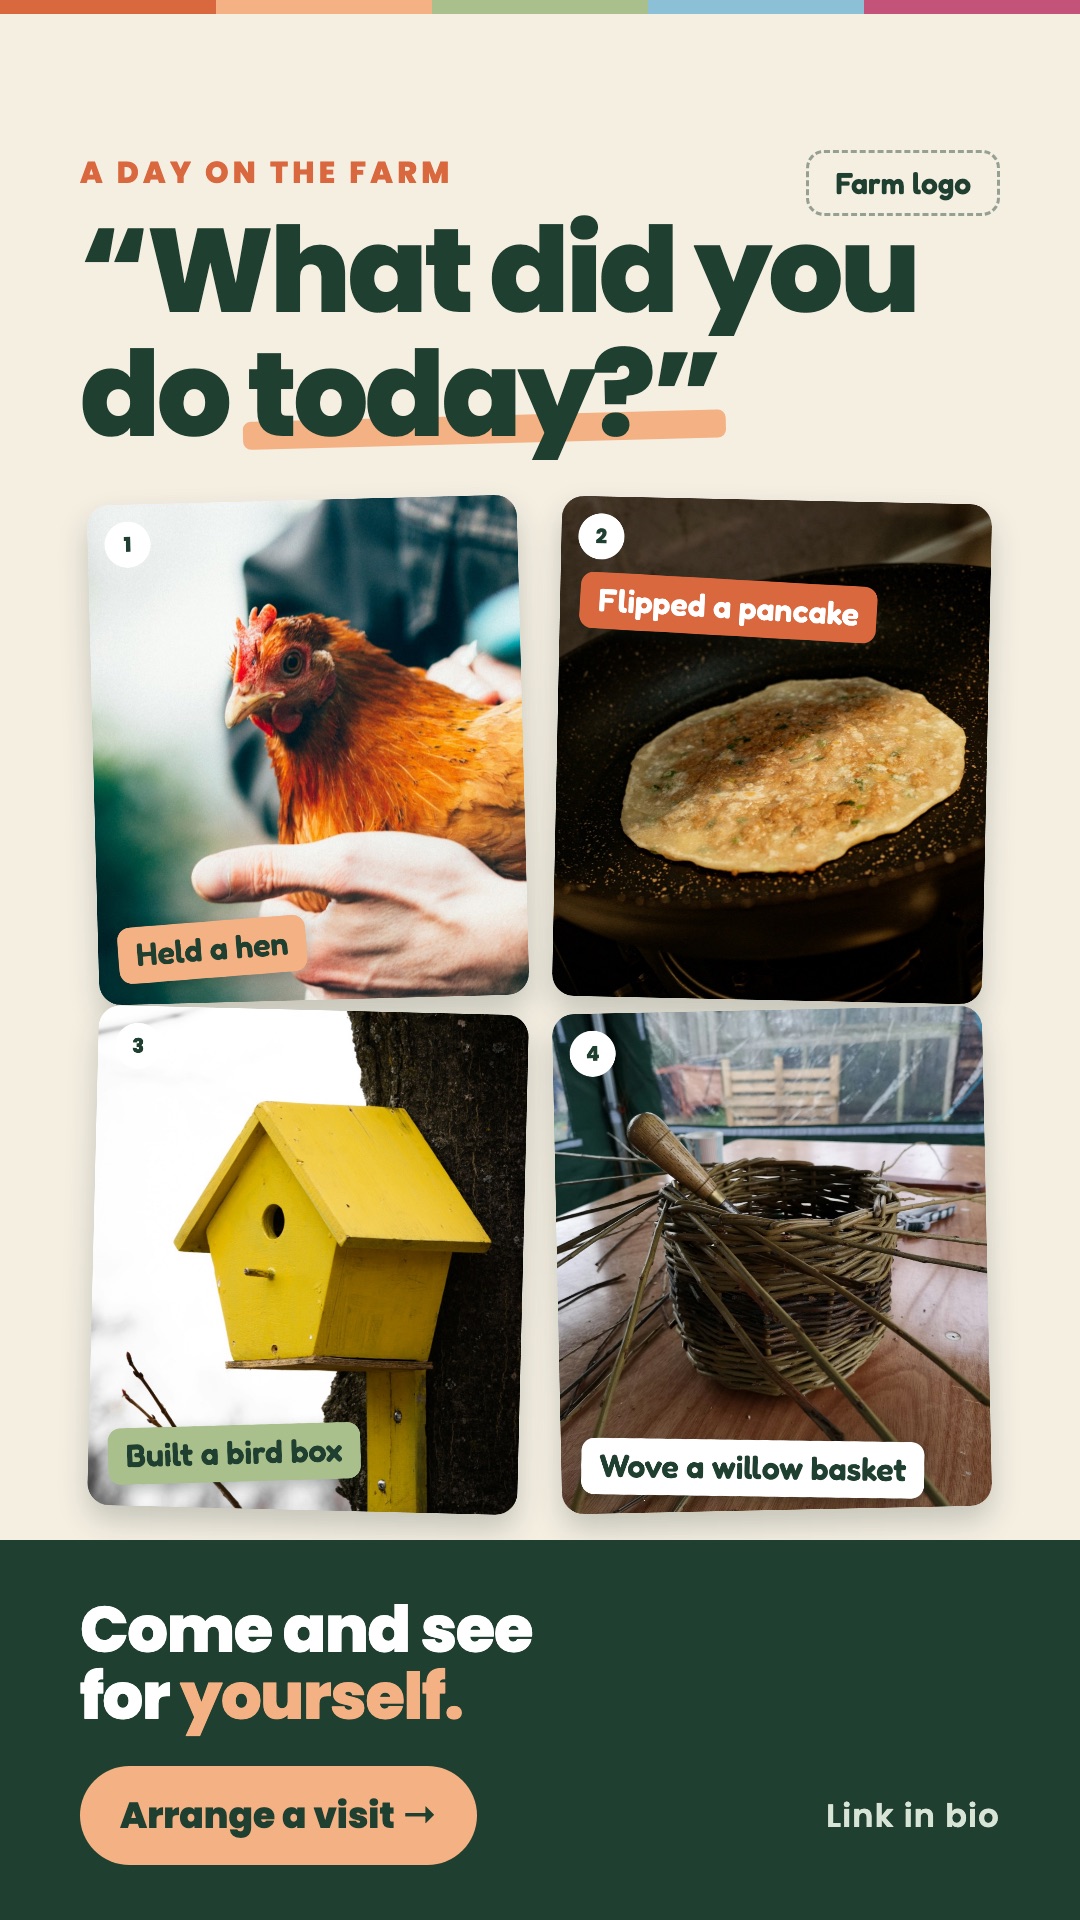 A DAY ON THE FARM
Farm logo
“What did you
do today?”
1
2
Flipped a pancake
Held a hen
3
4
Built a bird box
Wove a willow basket
Come and see
for yourself.
Arrange a visit →
Link in bio